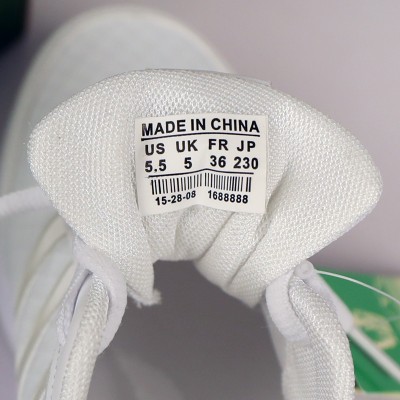 MADE IN CHINA
US UK FR JP
5.5 5 36 230
15-28-08 1688888